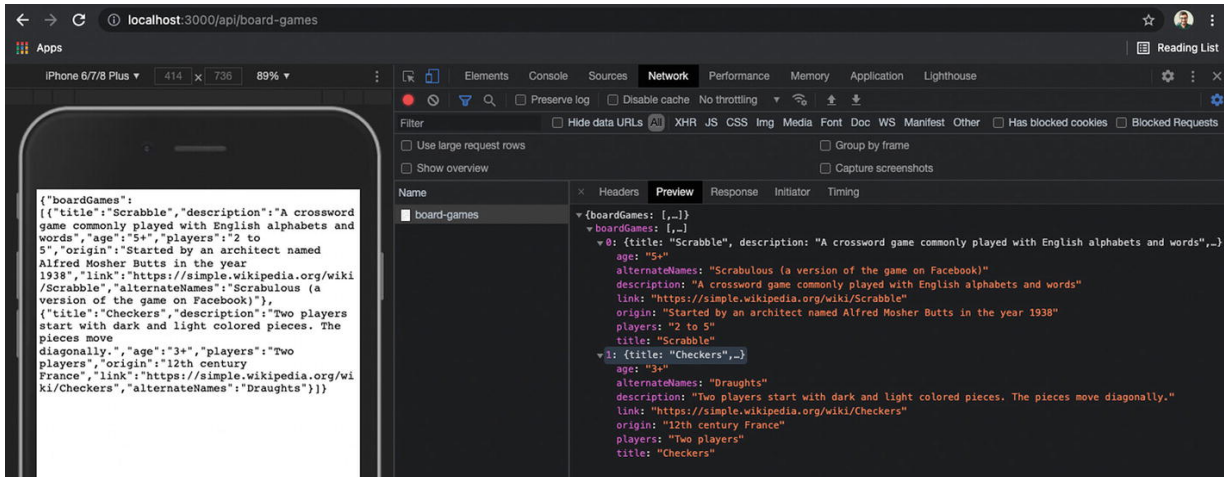 localhost:3000/api/board-games
Apps
Reading List
iPhone 6/7/8 Plus ▾ 414 x 736 89% ▾
Elements Console Sources Network Performance Memory Application Lighthouse
Preserve log Disable cache No throttling ▾
Filter Hide data URLs All XHR JS CSS Img Media Font Doc WS Manifest Other Has blocked cookies Blocked Requests
Use large request rows Group by frame
Show overview Capture screenshots
Name × Headers Preview Response Initiator Timing
board-games
{"boardGames":
[{"title":"Scrabble","description":"A crossword
game commonly played with English alphabets and
words","age":"5+","players":"2 to
5","origin":"Started by an architect named
Alfred Mosher Butts in the year
1938","link":"https://simple.wikipedia.org/wiki
/Scrabble","alternateNames":"Scrabulous (a
version of the game on Facebook)"},
{"title":"Checkers","description":"Two players
start with dark and light colored pieces. The
pieces move
diagonally.","age":"3+","players":"Two
players","origin":"12th century
France","link":"https://simple.wikipedia.org/wi
ki/Checkers","alternateNames":"Draughts"}]}
▾{boardGames: [,…]}
▾boardGames: [,…]
▾0: {title: "Scrabble", description: "A crossword game commonly played with English alphabets and words",…}
age: "5+"
alternateNames: "Scrabulous (a version of the game on Facebook)"
description: "A crossword game commonly played with English alphabets and words"
link: "https://simple.wikipedia.org/wiki/Scrabble"
origin: "Started by an architect named Alfred Mosher Butts in the year 1938"
players: "2 to 5"
title: "Scrabble"
▾1: {title: "Checkers",…}
age: "3+"
alternateNames: "Draughts"
description: "Two players start with dark and light colored pieces. The pieces move diagonally."
link: "https://simple.wikipedia.org/wiki/Checkers"
origin: "12th century France"
players: "Two players"
title: "Checkers"